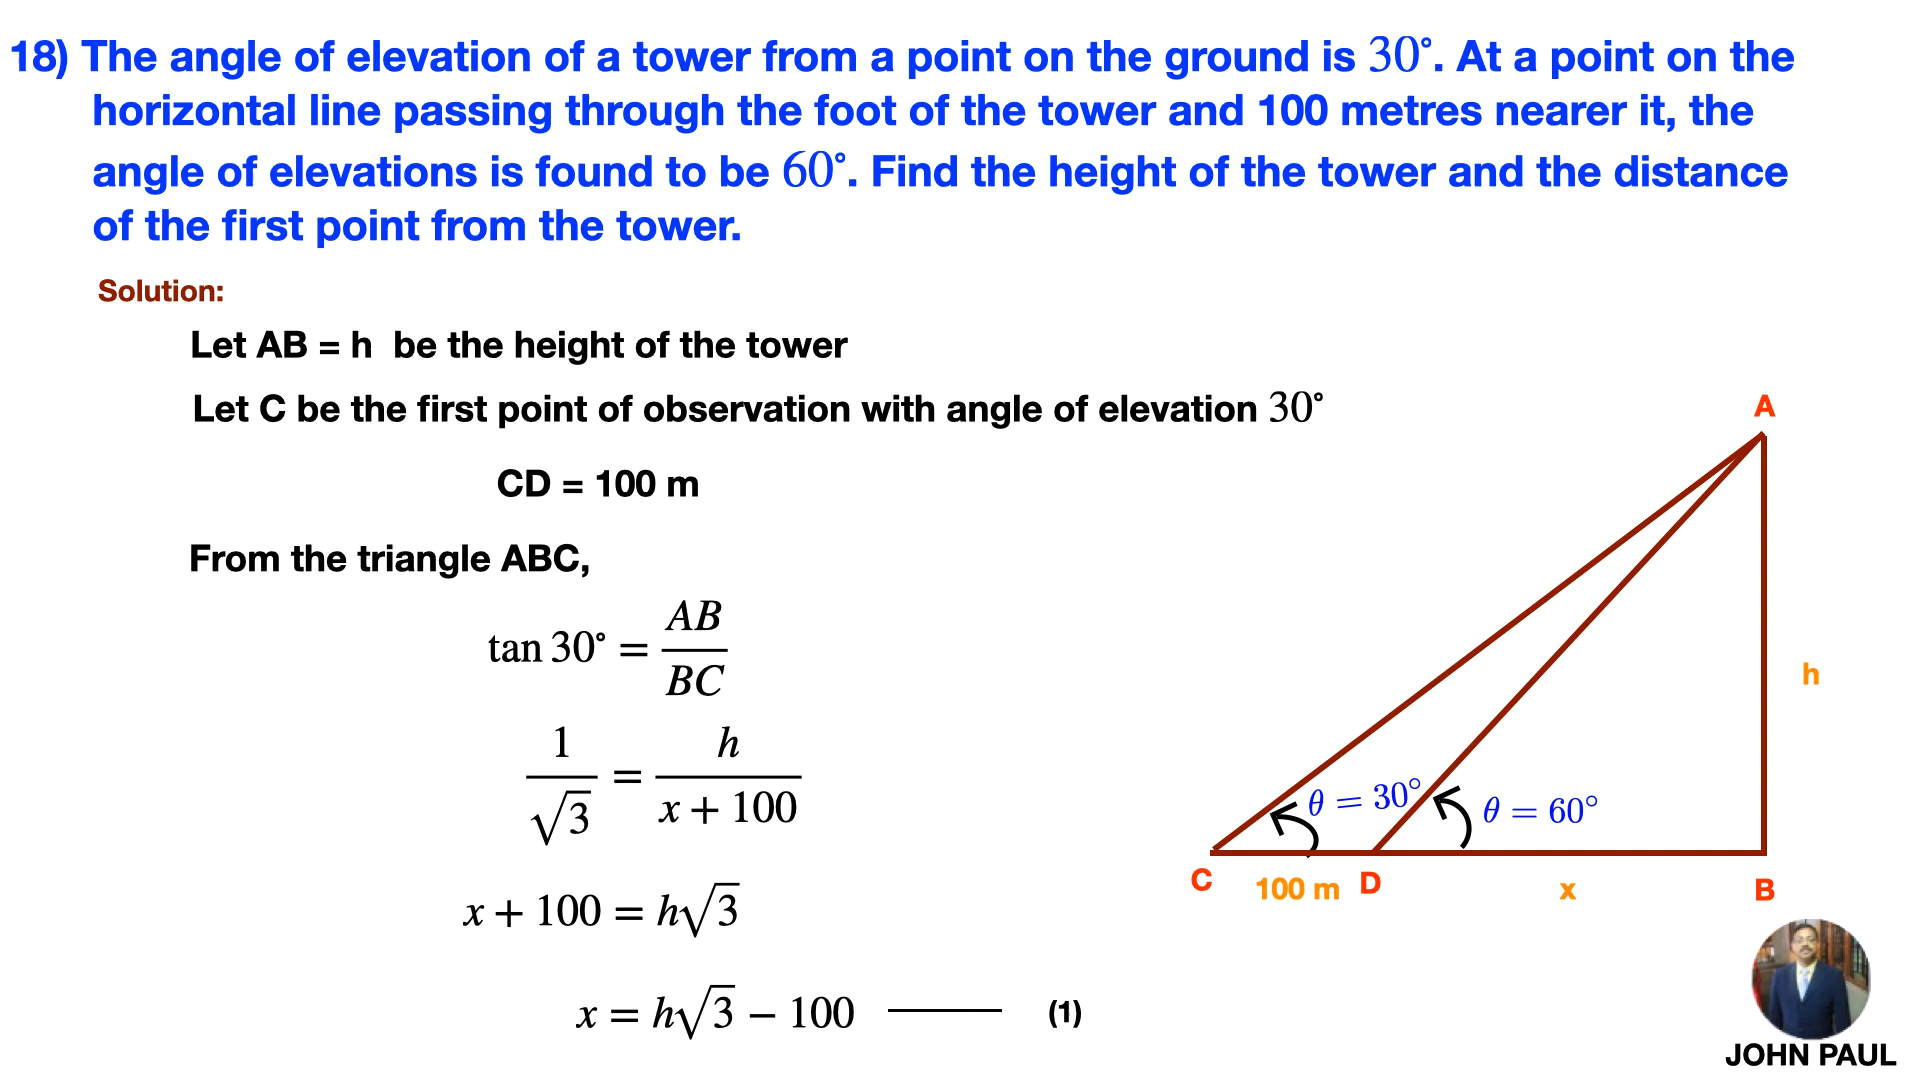 18) The angle of elevation of a tower from a point on the ground is 30°. At a point on the
horizontal line passing through the foot of the tower and 100 metres nearer it, the
angle of elevations is found to be 60°. Find the height of the tower and the distance
of the first point from the tower.
Solution:
Let AB = h be the height of the tower
Let C be the first point of observation with angle of elevation 30°
CD = 100 m
From the triangle ABC,
tan 30° = AB/BC
1/√3 = h/(x + 100)
x + 100 = h√3
x = h√3 – 100 —— (1)
A
h
θ = 30°
θ = 60°
C 100 m D x B
JOHN PAUL